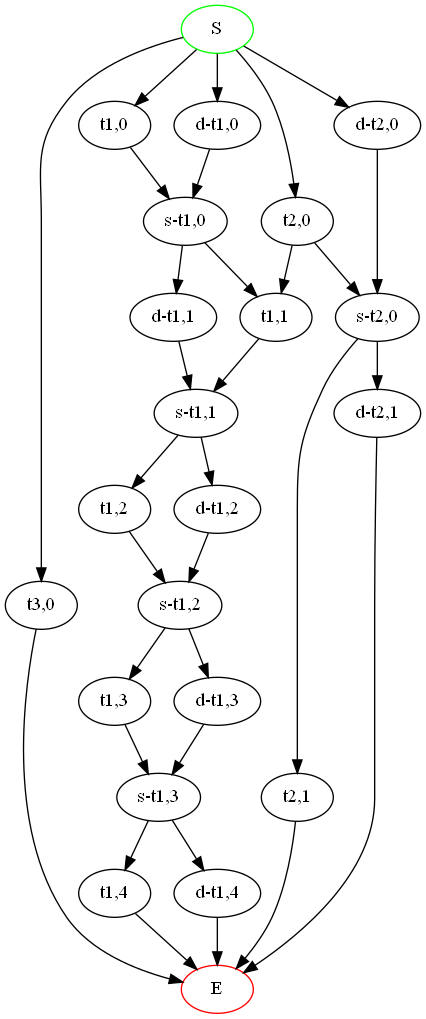 S
t1,0
d-t1,0
d-t2,0
s-t1,0
t2,0
d-t1,1
t1,1
s-t2,0
s-t1,1
d-t2,1
t1,2
d-t1,2
t3,0
s-t1,2
t1,3
d-t1,3
s-t1,3
t2,1
t1,4
d-t1,4
E